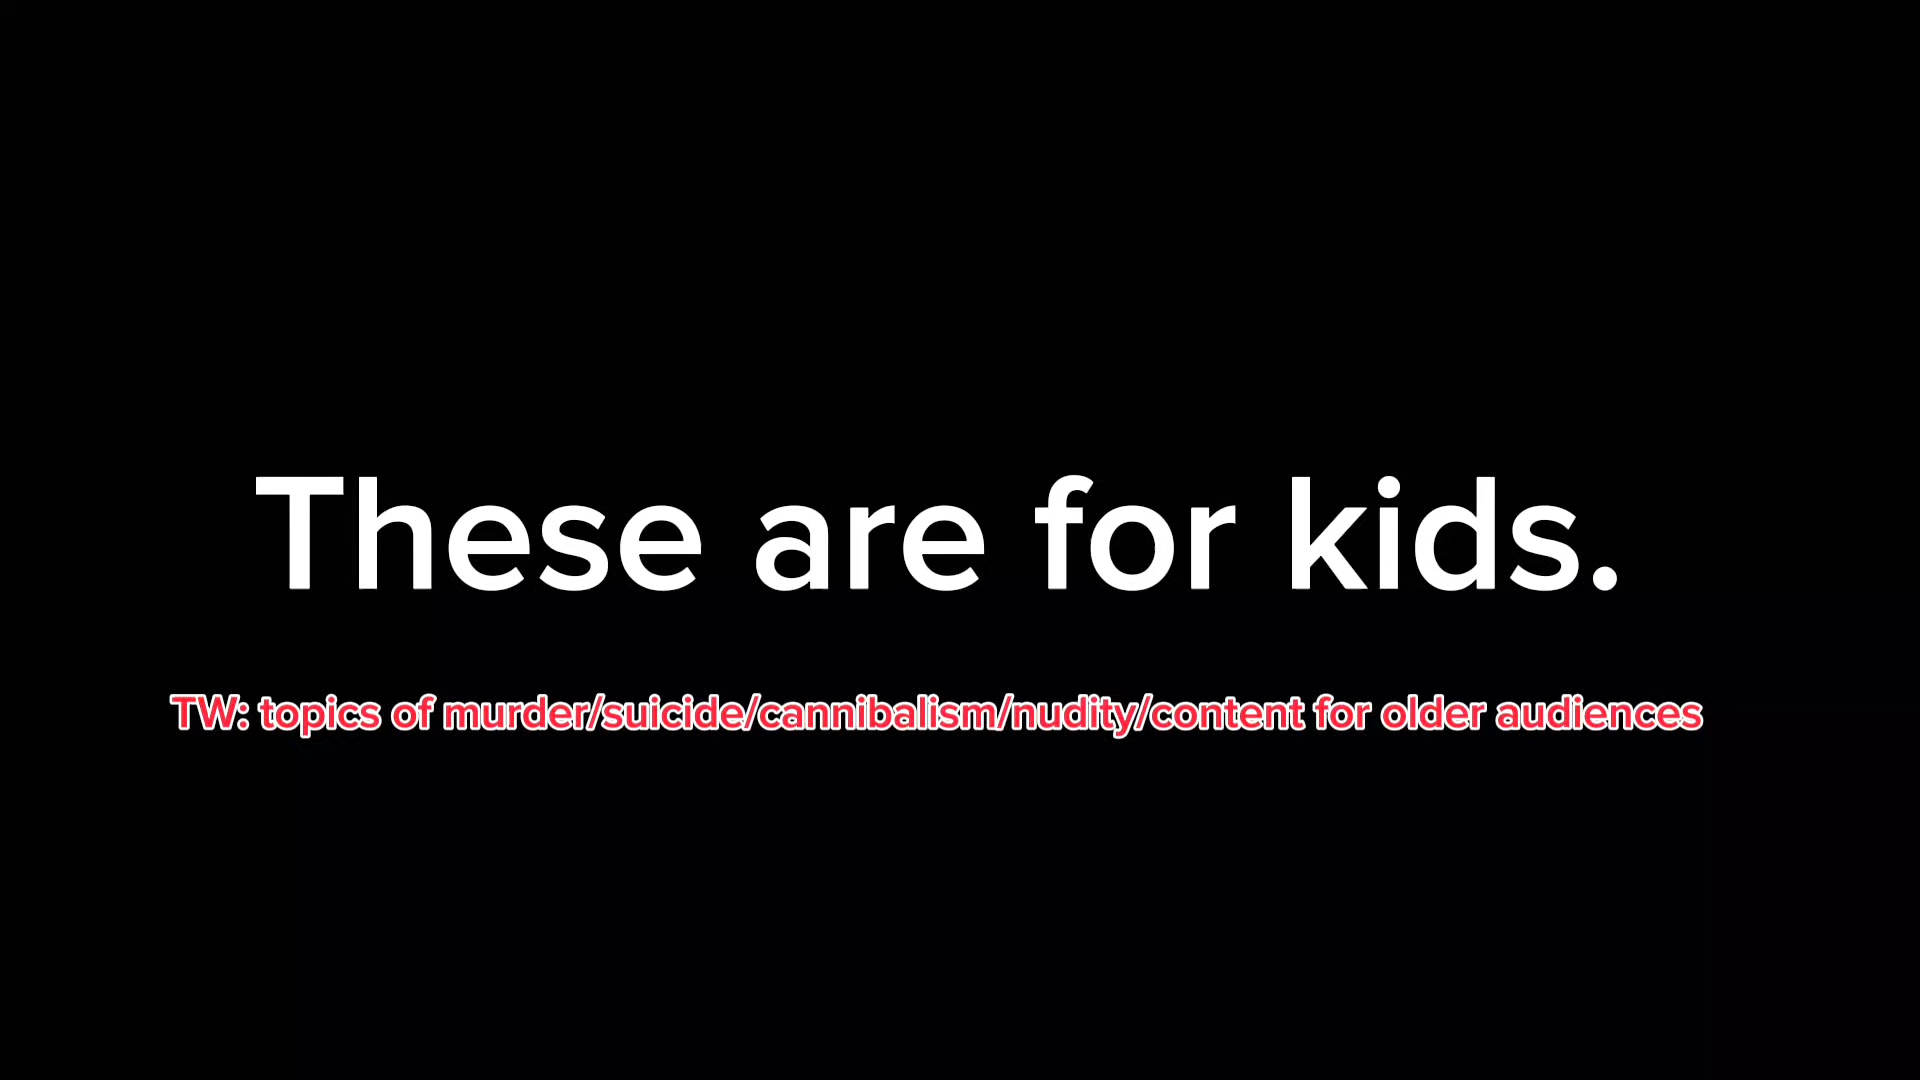 These are for kids.
TW: topics of murder/suicide/cannibalism/nudity/content for older audiences